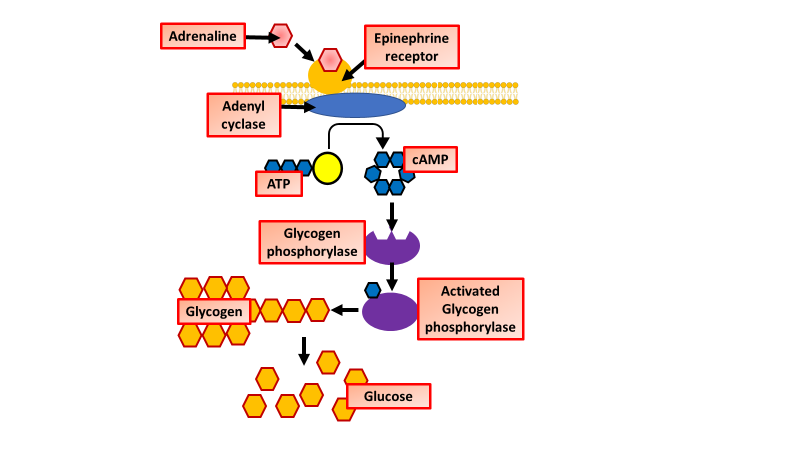 Adrenaline
Epinephrine
receptor
Adenyl
cyclase
ATP
cAMP
Glycogen
phosphorylase
Activated
Glycogen
phosphorylase
Glycogen
Glucose